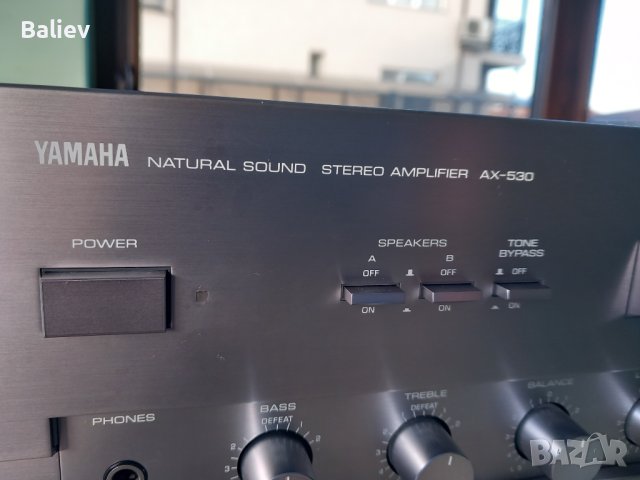 Baliev
YAMAHA NATURAL SOUND STEREO AMPLIFIER AX-530
POWER
SPEAKERS
A B
OFF OFF
ON ON
TONE
BYPASS
OFF
ON
PHONES
BASS
DEFEAT
TREBLE
DEFEAT
BALANCE
BAZAR